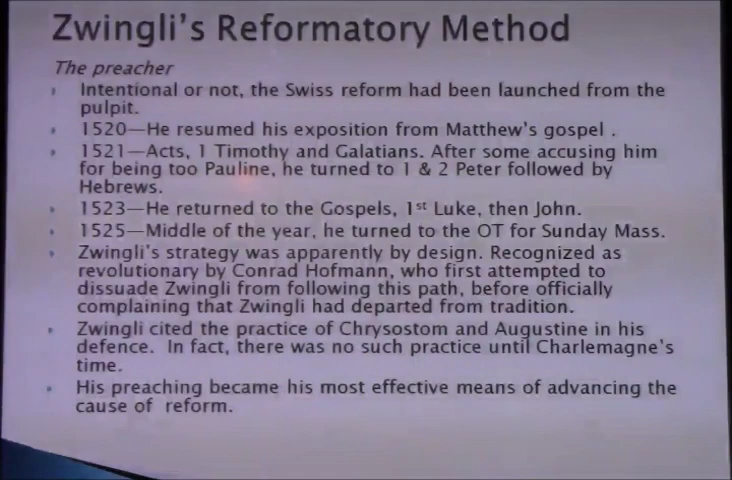 Zwingli's Reformatory Method
The preacher
Intentional or not, the Swiss reform had been launched from the
pulpit.
1520—He resumed his exposition from Matthew's gospel .
1521—Acts, 1 Timothy and Galatians. After some accusing him
for being too Pauline, he turned to 1 & 2 Peter followed by
Hebrews.
1523—He returned to the Gospels, 1st Luke, then John.
1525—Middle of the year, he turned to the OT for Sunday Mass.
Zwingli's strategy was apparently by design. Recognized as
revolutionary by Conrad Hofmann, who first attempted to
dissuade Zwingli from following this path, before officially
complaining that Zwingli had departed from tradition.
Zwingli cited the practice of Chrysostom and Augustine in his
defence. In fact, there was no such practice until Charlemagne's
time.
His preaching became his most effective means of advancing the
cause of reform.